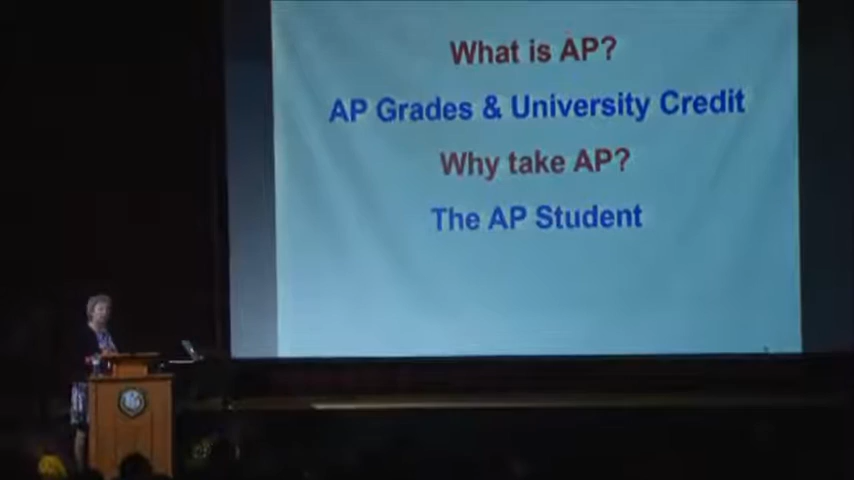 What is AP?
AP Grades & University Credit
Why take AP?
The AP Student